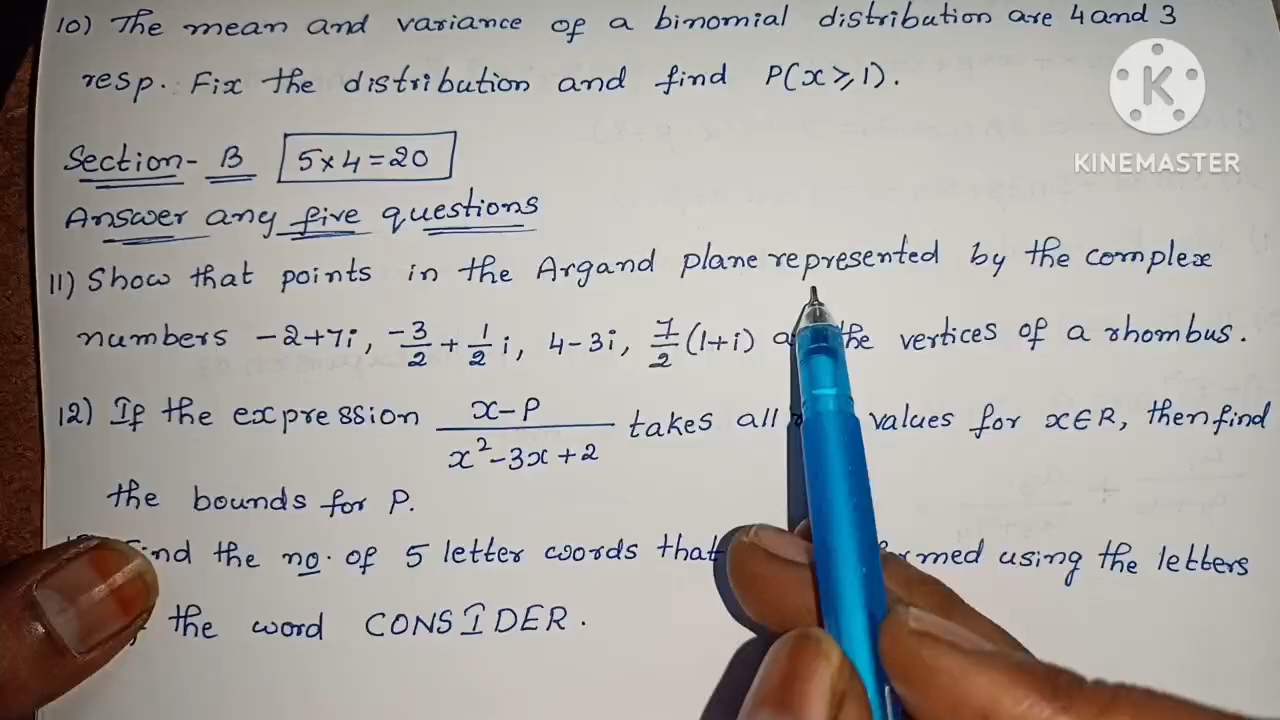 10) The mean and variance of a binomial distribution are 4 and 3
resp. Fix the distribution and find P(x≥1).
K
KINEMASTER
Section-B 5×4=20
Answer any five questions
11) Show that points in the Argand plane represented by the complex
numbers -2+7i, -3/2 + 1/2 i, 4-3i, 7/2 (1+i) the vertices of a rhombus.
12) If the expression x-P / x²-3x+2 takes all values for x∈R, then find
the bounds for P.
the no. of 5 letter words that using the letters
the word CONSIDER.